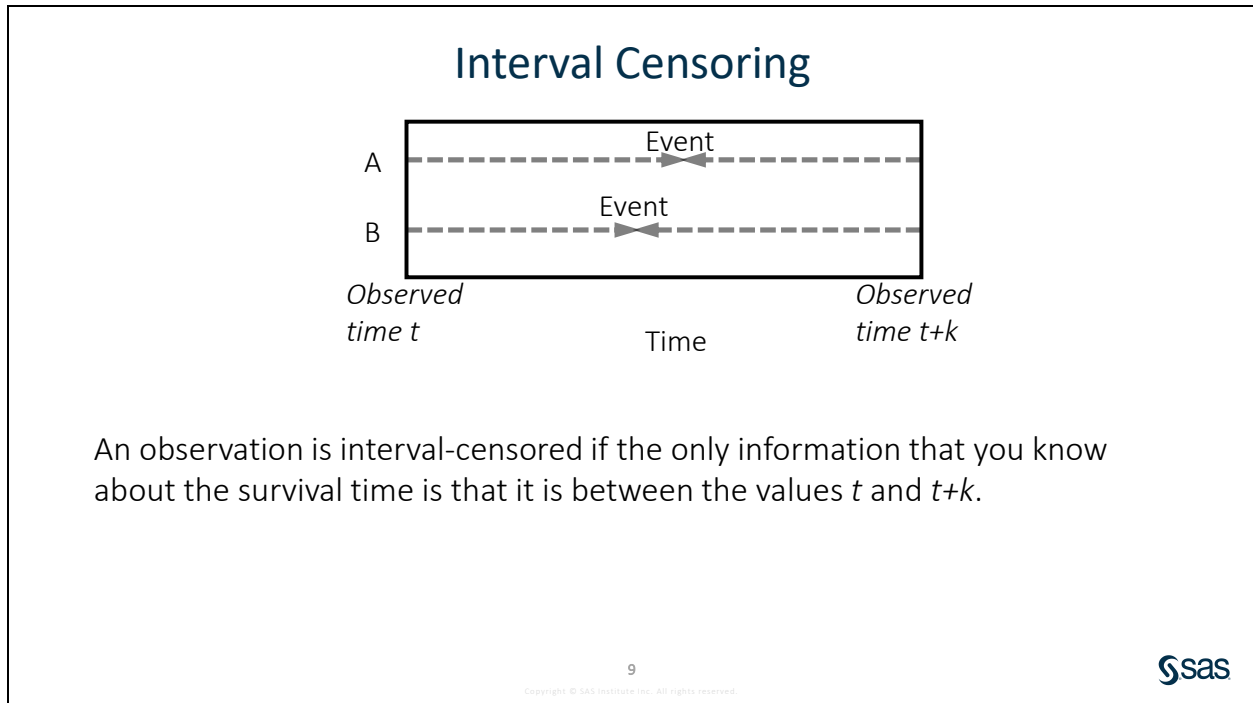 Interval Censoring
Event
A
Event
B
Observed
time t
Observed
time t+k
Time
An observation is interval-censored if the only information that you know
about the survival time is that it is between the values t and t+k.
9
Copyright © SAS Institute Inc. All rights reserved.
sas